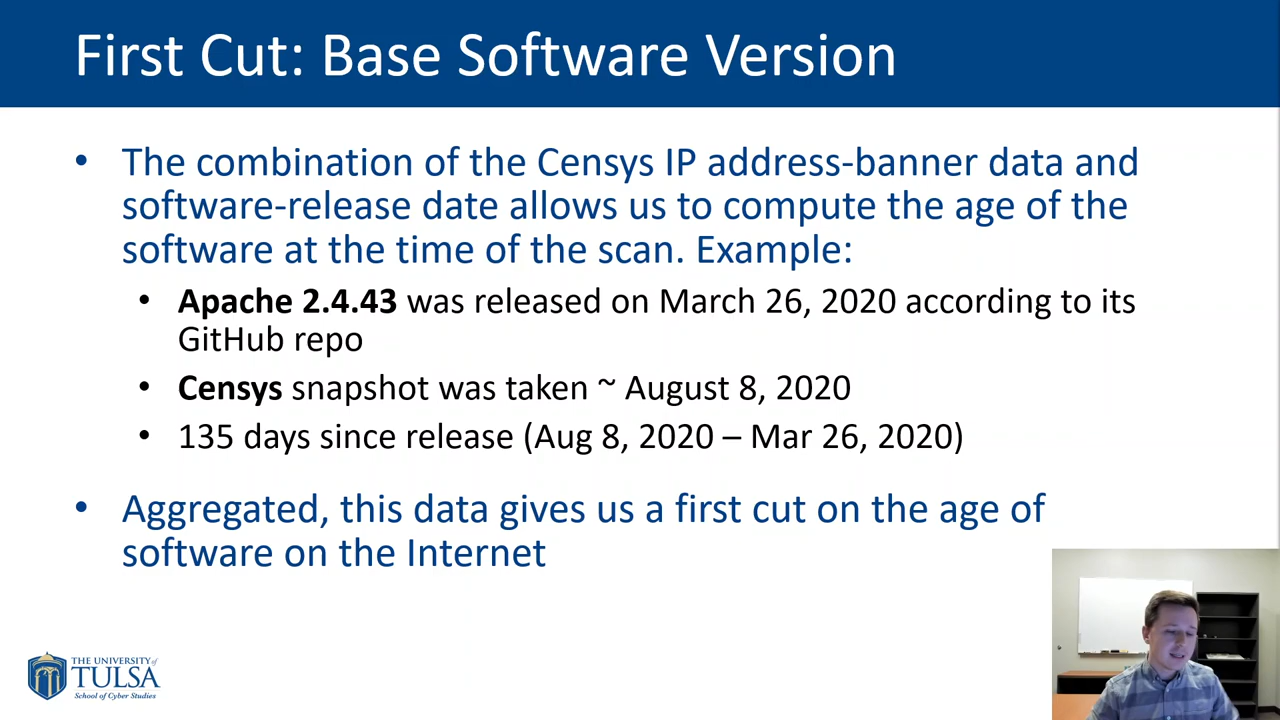 First Cut: Base Software Version
• The combination of the Censys IP address-banner data and
software-release date allows us to compute the age of the
software at the time of the scan. Example:
• Apache 2.4.43 was released on March 26, 2020 according to its
GitHub repo
• Censys snapshot was taken ~ August 8, 2020
• 135 days since release (Aug 8, 2020 – Mar 26, 2020)
• Aggregated, this data gives us a first cut on the age of
software on the Internet
THE UNIVERSITY of
TULSA
School of Cyber Studies